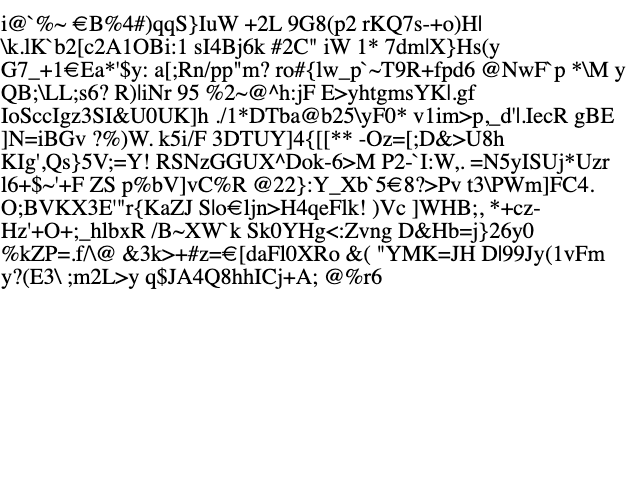 i@`%~ €B%4#)qqS}IuW +2L 9G8(p2 rKQ7s-+o)H|
\k.lK`b2[c2A1OBi:1 sI4Bj6k #2C" iW 1* 7dm|X}Hs(y
G7_+1€Ea*'$y: a[;Rn/pp"m? ro#{lw_p`~T9R+fpd6 @NwF`p *\M y
QB;\LL;s6? R)liNr 95 %2~@^h:jF E>yhtgmsYK|.gf
IoSccIgz3SI&U0UK]h ./1*DTba@b25\yF0* v1im>p,_d'|.IecR gBE
]N=iBGv ?%)W. k5i/F 3DTUY]4{[[** -Oz=[;D&>U8h
KIg',Qs}5V;=Y! RSNzGGUX^Dok-6>M P2-`I:W,. =N5yISUj*Uzr
l6+$~'+F ZS p%bV]vC%R @22}:Y_Xb`5€8?>Pv t3\PWm]FC4.
O;BVKX3E'"r{KaZJ S|o€ljn>H4qeFlk! )Vc ]WHB;, *+cz-
Hz'+O+;_hlbxR /B~XW`k Sk0YHg<:Zvng D&Hb=j}26y0
%kZP=.f/\@ &3k>+#z=€[daFl0XRo &( "YMK=JH D|99Jy(1vFm
y?(E3\ ;m2L>y q$JA4Q8hhICj+A; @%r6